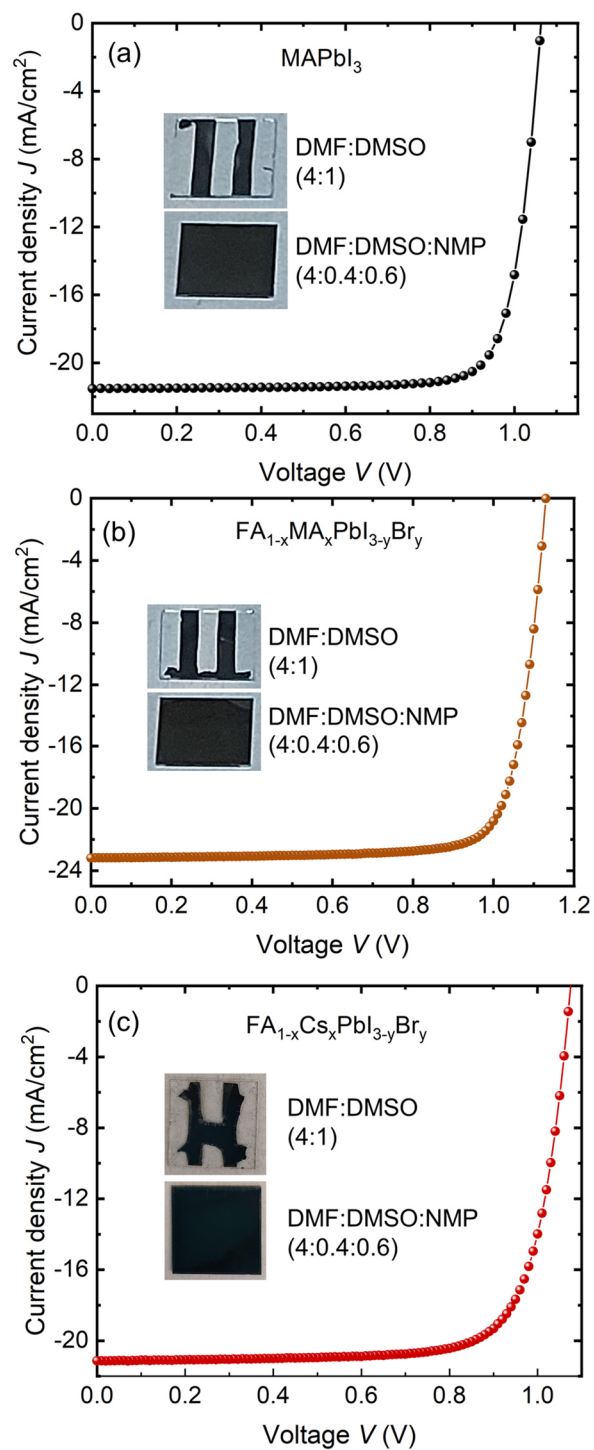 (a)
MAPbI₃
DMF:DMSO
(4:1)
DMF:DMSO:NMP
(4:0.4:0.6)
Current density J (mA/cm²)
0
-4
-8
-12
-16
-20
0.0 0.2 0.4 0.6 0.8 1.0
Voltage V (V)
(b)
FA₁₋ₓMAₓPbI₃₋ᵧBrᵧ
DMF:DMSO
(4:1)
DMF:DMSO:NMP
(4:0.4:0.6)
Current density J (mA/cm²)
0
-4
-8
-12
-16
-20
-24
0.0 0.2 0.4 0.6 0.8 1.0 1.2
Voltage V (V)
(c)
FA₁₋ₓCsₓPbI₃₋ᵧBrᵧ
DMF:DMSO
(4:1)
DMF:DMSO:NMP
(4:0.4:0.6)
Current density J (mA/cm²)
0
-4
-8
-12
-16
-20
0.0 0.2 0.4 0.6 0.8 1.0
Voltage V (V)